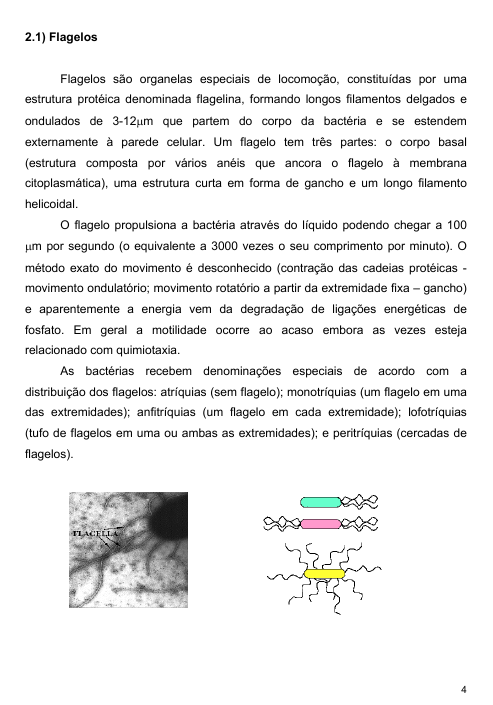 2.1) Flagelos
Flagelos são organelas especiais de locomoção, constituídas por uma
estrutura protéica denominada flagelina, formando longos filamentos delgados e
ondulados de 3-12μm que partem do corpo da bactéria e se estendem
externamente à parede celular. Um flagelo tem três partes: o corpo basal
(estrutura composta por vários anéis que ancora o flagelo à membrana
citoplasmática), uma estrutura curta em forma de gancho e um longo filamento
helicoidal.
O flagelo propulsiona a bactéria através do líquido podendo chegar a 100
μm por segundo (o equivalente a 3000 vezes o seu comprimento por minuto). O
método exato do movimento é desconhecido (contração das cadeias protéicas -
movimento ondulatório; movimento rotatório a partir da extremidade fixa – gancho)
e aparentemente a energia vem da degradação de ligações energéticas de
fosfato. Em geral a motilidade ocorre ao acaso embora as vezes esteja
relacionado com quimiotaxia.
As bactérias recebem denominações especiais de acordo com a
distribuição dos flagelos: atríquias (sem flagelo); monotríquias (um flagelo em uma
das extremidades); anfitríquias (um flagelo em cada extremidade); lofotríquias
(tufo de flagelos em uma ou ambas as extremidades); e peritríquias (cercadas de
flagelos).
FLAGELLA
4